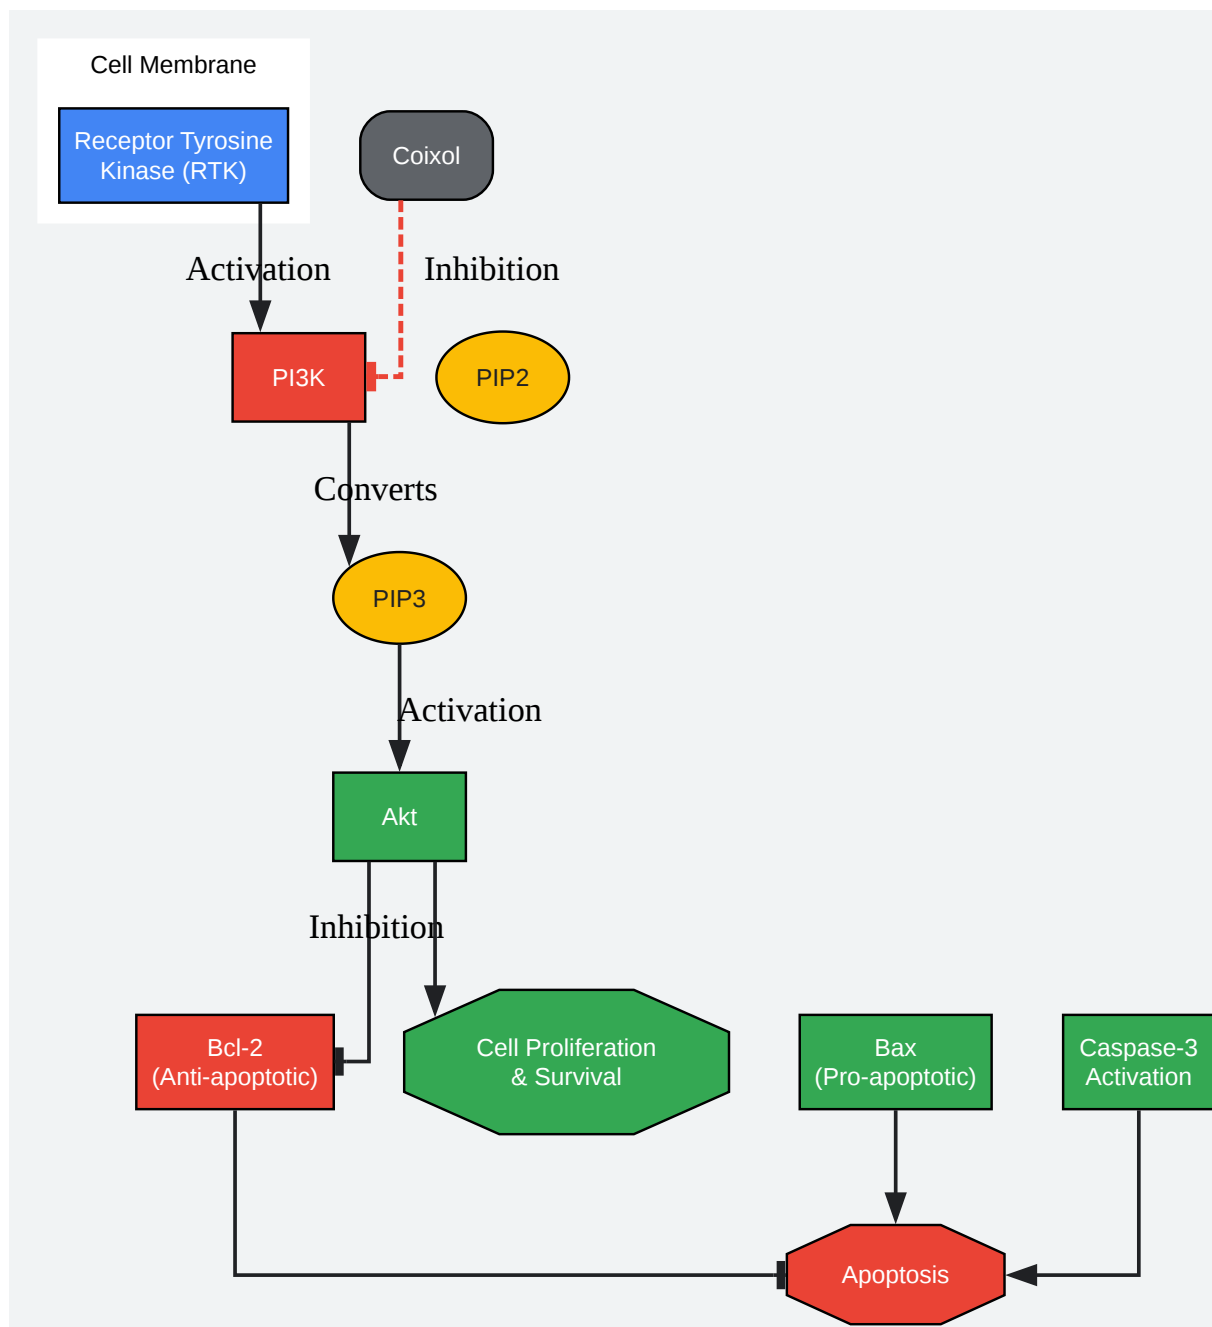 Cell Membrane
Receptor Tyrosine
Kinase (RTK)
Coixol
Activation
Inhibition
PI3K
PIP2
Converts
PIP3
Activation
Akt
Inhibition
Bcl-2
(Anti-apoptotic)
Cell Proliferation
& Survival
Bax
(Pro-apoptotic)
Caspase-3
Activation
Apoptosis